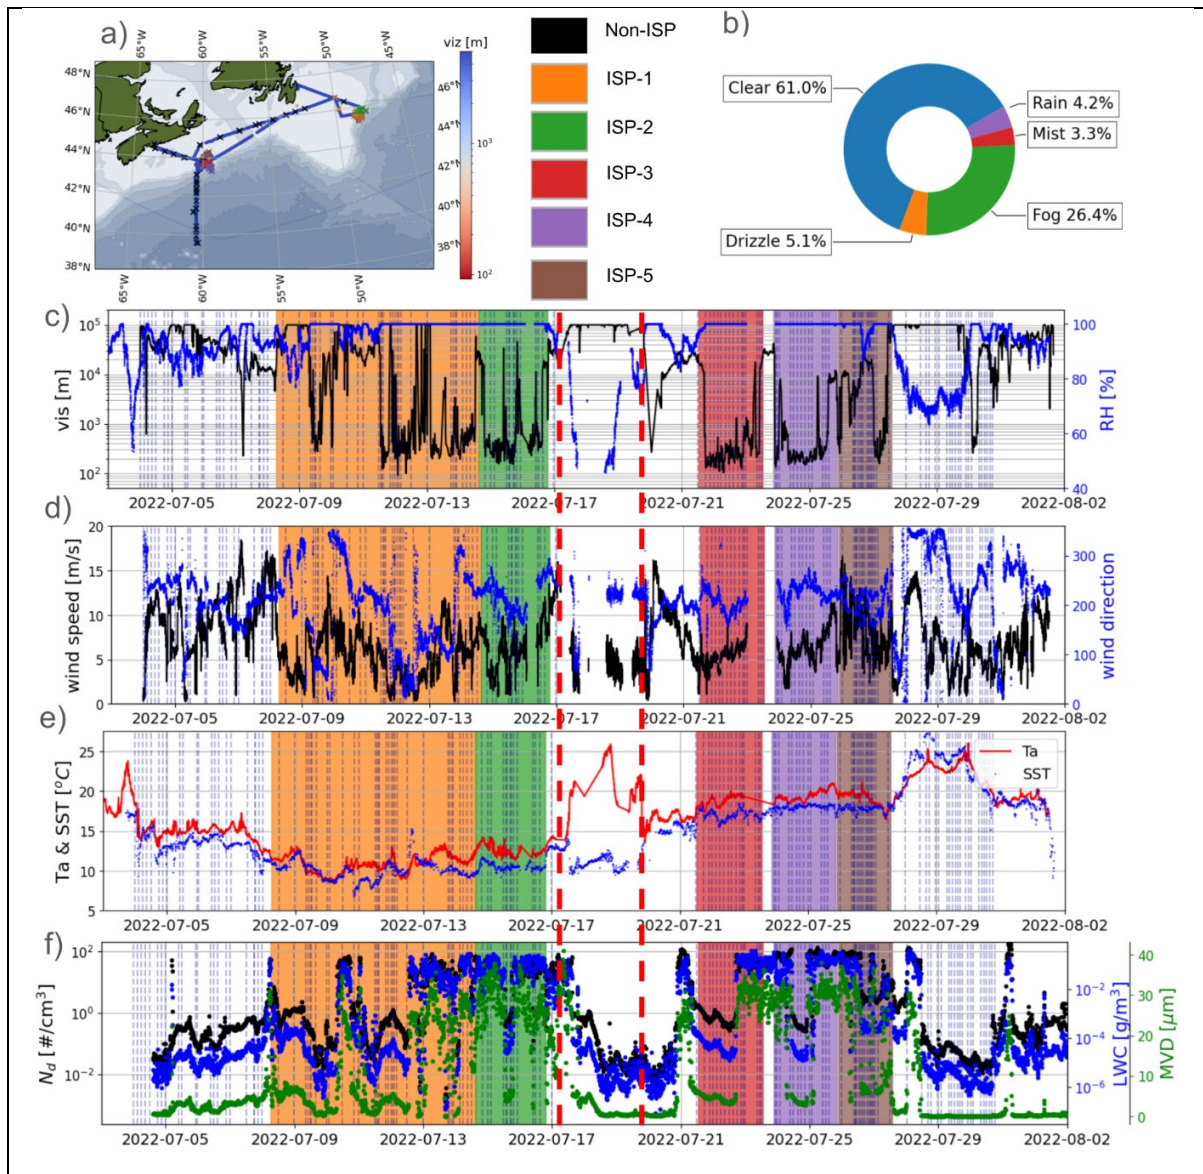 a)
65°W
60°W
55°W
50°W
45°W
48°N
46°N
44°N
42°N
40°N
38°N
46°N
44°N
42°N
40°N
38°N
65°W
60°W
55°W
50°W
viz [m]
10³
10²
Non-ISP
ISP-1
ISP-2
ISP-3
ISP-4
ISP-5
b)
Clear 61.0%
Rain 4.2%
Mist 3.3%
Fog 26.4%
Drizzle 5.1%
c)
vis [m]
10⁵
10⁴
10³
10²
100
80
60
40
RH [%]
2022-07-05 2022-07-09 2022-07-13 2022-07-17 2022-07-21 2022-07-25 2022-07-29 2022-08-02
d)
wind speed [m/s]
20
15
10
5
0
300
200
100
0
wind direction
2022-07-05 2022-07-09 2022-07-13 2022-07-17 2022-07-21 2022-07-25 2022-07-29 2022-08-02
e)
Ta & SST [°C]
25
20
15
10
5
Ta
SST
2022-07-05 2022-07-09 2022-07-13 2022-07-17 2022-07-21 2022-07-25 2022-07-29 2022-08-02
f)
N_d [#/cm³]
10²
10⁰
10⁻²
10⁻²
10⁻⁴
10⁻⁶
LWC [g/m³]
40
30
20
10
0
MVD [μm]
2022-07-05 2022-07-09 2022-07-13 2022-07-17 2022-07-21 2022-07-25 2022-07-29 2022-08-02